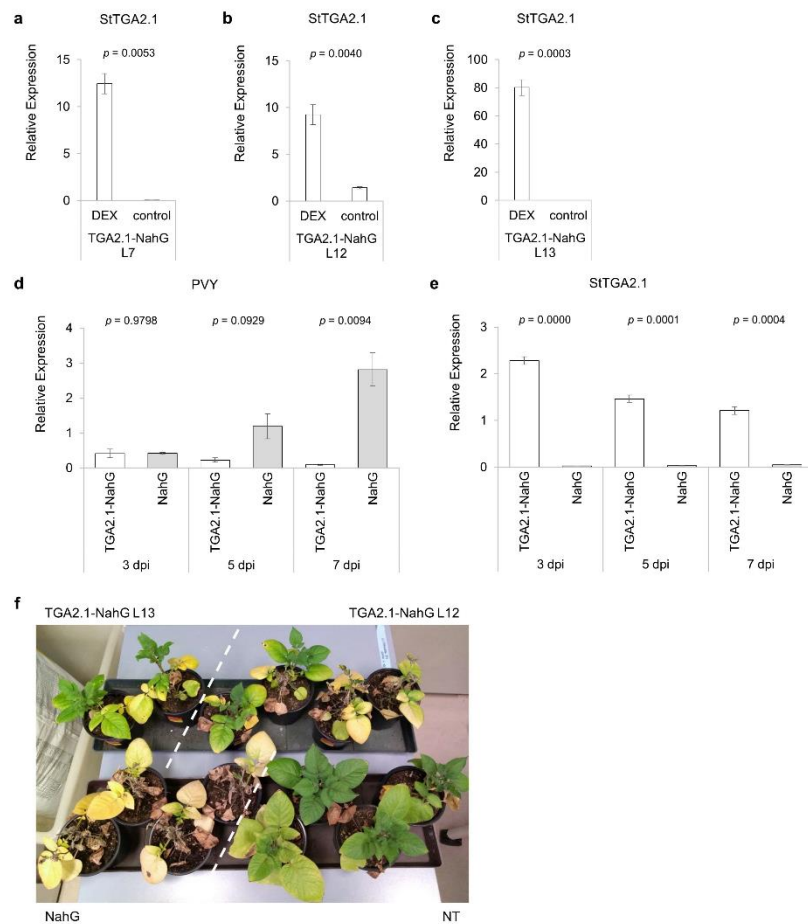 a
StTGA2.1
p = 0.0053
Relative Expression
15
10
5
0
DEX control
TGA2.1-NahG
L7
b
StTGA2.1
p = 0.0040
Relative Expression
15
10
5
0
DEX control
TGA2.1-NahG
L12
c
StTGA2.1
p = 0.0003
Relative Expression
100
80
60
40
20
0
DEX control
TGA2.1-NahG
L13
d
PVY
p = 0.9798 p = 0.0929 p = 0.0094
Relative Expression
4
3
2
1
0
TGA2.1-NahG
NahG
TGA2.1-NahG
NahG
TGA2.1-NahG
NahG
3 dpi 5 dpi 7 dpi
e
StTGA2.1
p = 0.0000 p = 0.0001 p = 0.0004
Relative Expression
3
2
1
0
TGA2.1-NahG
NahG
TGA2.1-NahG
NahG
TGA2.1-NahG
NahG
3 dpi 5 dpi 7 dpi
f
TGA2.1-NahG L13 TGA2.1-NahG L12
NahG NT